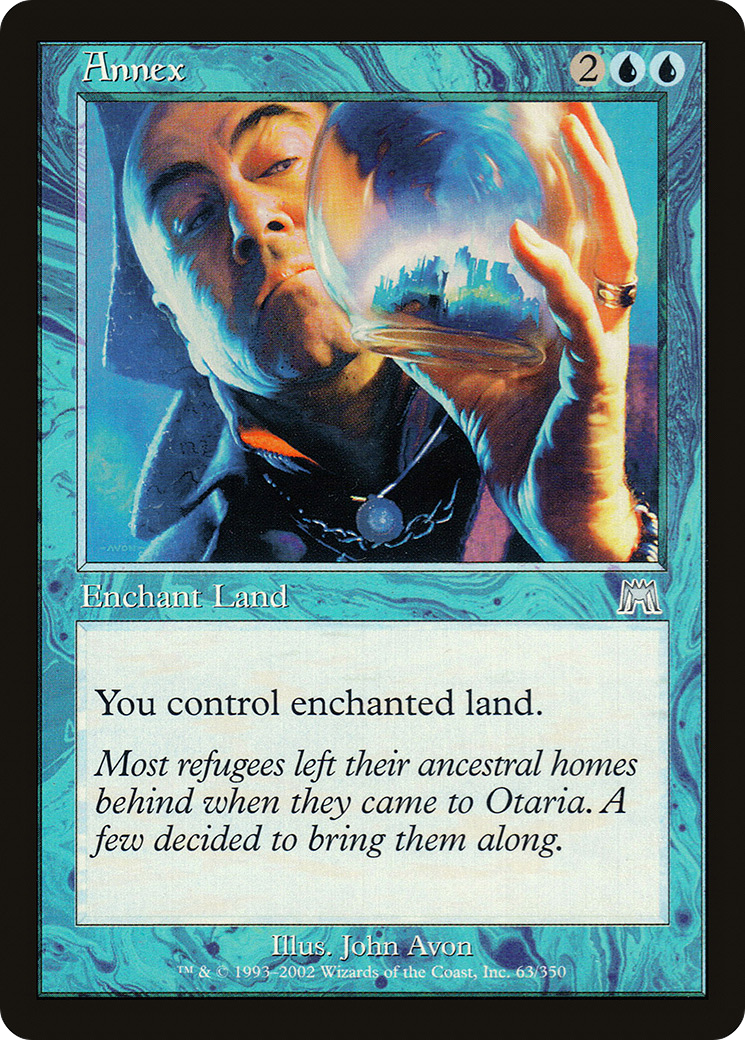 Annex 2
AVON
Enchant Land
You control enchanted land.
Most refugees left their ancestral homes
behind when they came to Otaria. A
few decided to bring them along.
Illus. John Avon
™ & © 1993–2002 Wizards of the Coast, Inc. 63/350